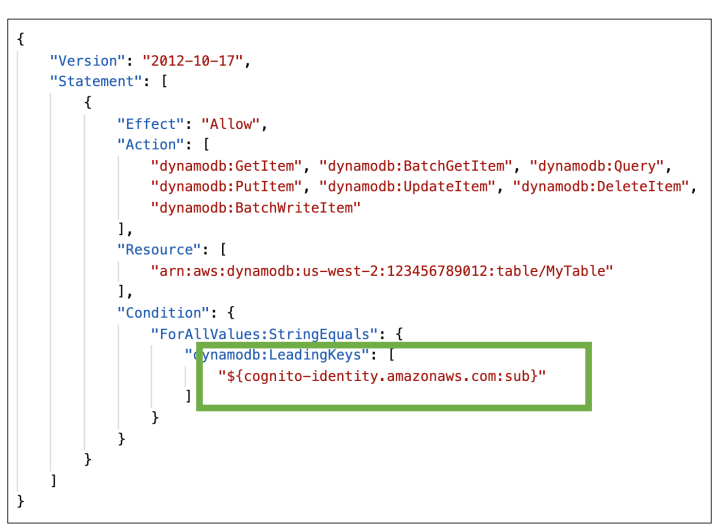 {
    "Version": "2012-10-17",
    "Statement": [
        {
            "Effect": "Allow",
            "Action": [
                "dynamodb:GetItem", "dynamodb:BatchGetItem", "dynamodb:Query",
                "dynamodb:PutItem", "dynamodb:UpdateItem", "dynamodb:DeleteItem",
                "dynamodb:BatchWriteItem"
            ],
            "Resource": [
                "arn:aws:dynamodb:us-west-2:123456789012:table/MyTable"
            ],
            "Condition": {
                "ForAllValues:StringEquals": {
                    "dynamodb:LeadingKeys": [
                        "${cognito-identity.amazonaws.com:sub}"
                    ]
                }
            }
        }
    ]
}